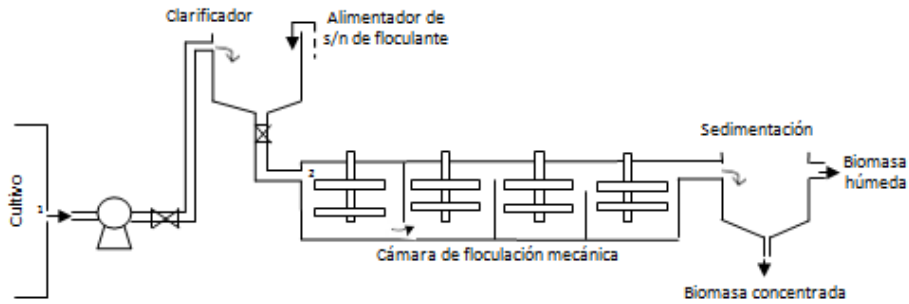 Clarificador
Alimentador de
s/n de floculante
Sedimentación
Biomasa
húmeda
Cultivo
1
2
Cámara de floculación mecánica
Biomasa concentrada